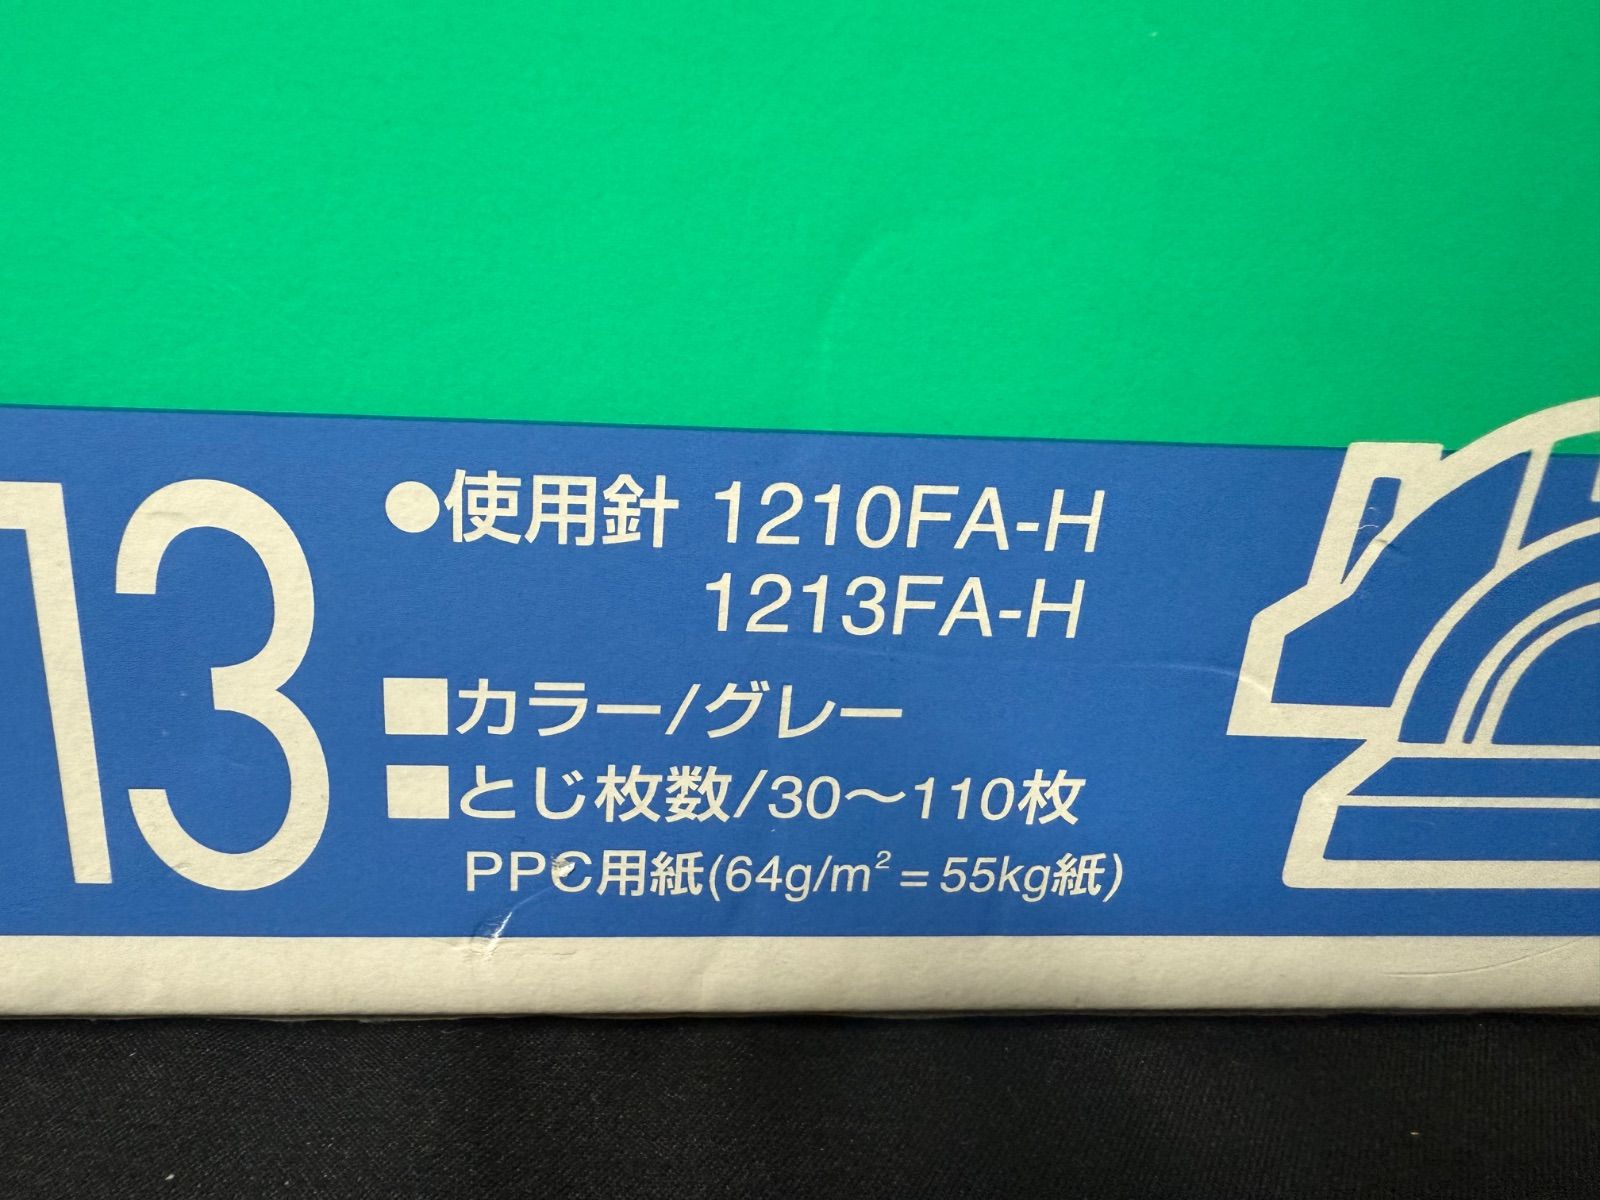 13
●使用針 1210FA-H
1213FA-H
■カラー/グレー
■とじ枚数/30〜110枚
PPC用紙(64g/m²=55kg紙)